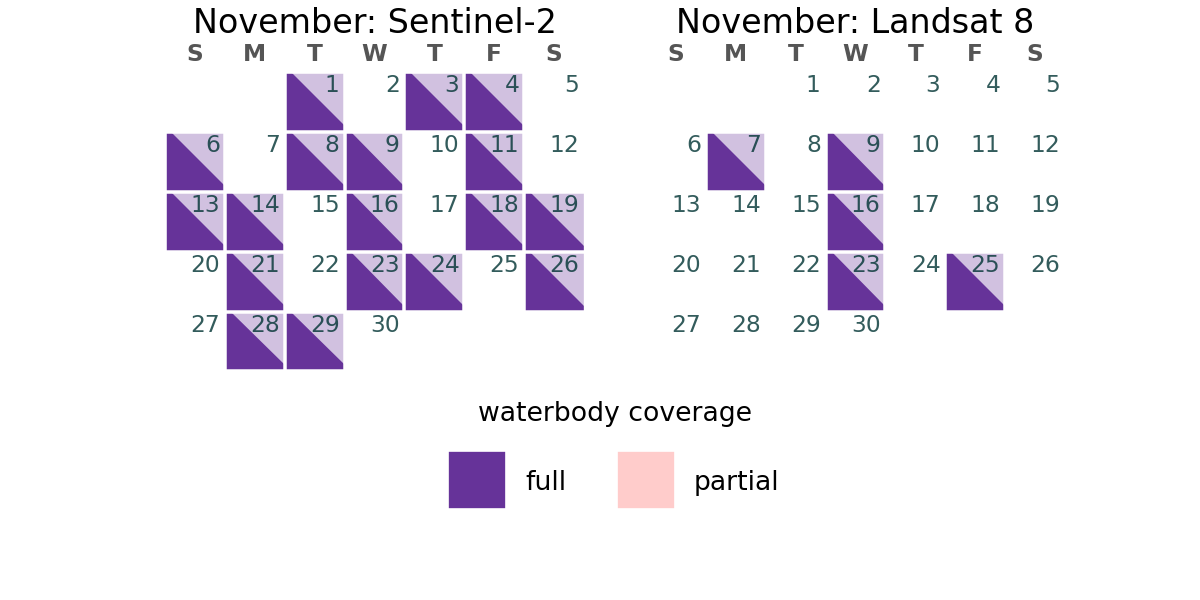 November: Sentinel-2
S M T W T F S
1 2 3 4 5
6 7 8 9 10 11 12
13 14 15 16 17 18 19
20 21 22 23 24 25 26
27 28 29 30
November: Landsat 8
S M T W T F S
1 2 3 4 5
6 7 8 9 10 11 12
13 14 15 16 17 18 19
20 21 22 23 24 25 26
27 28 29 30
waterbody coverage
full partial